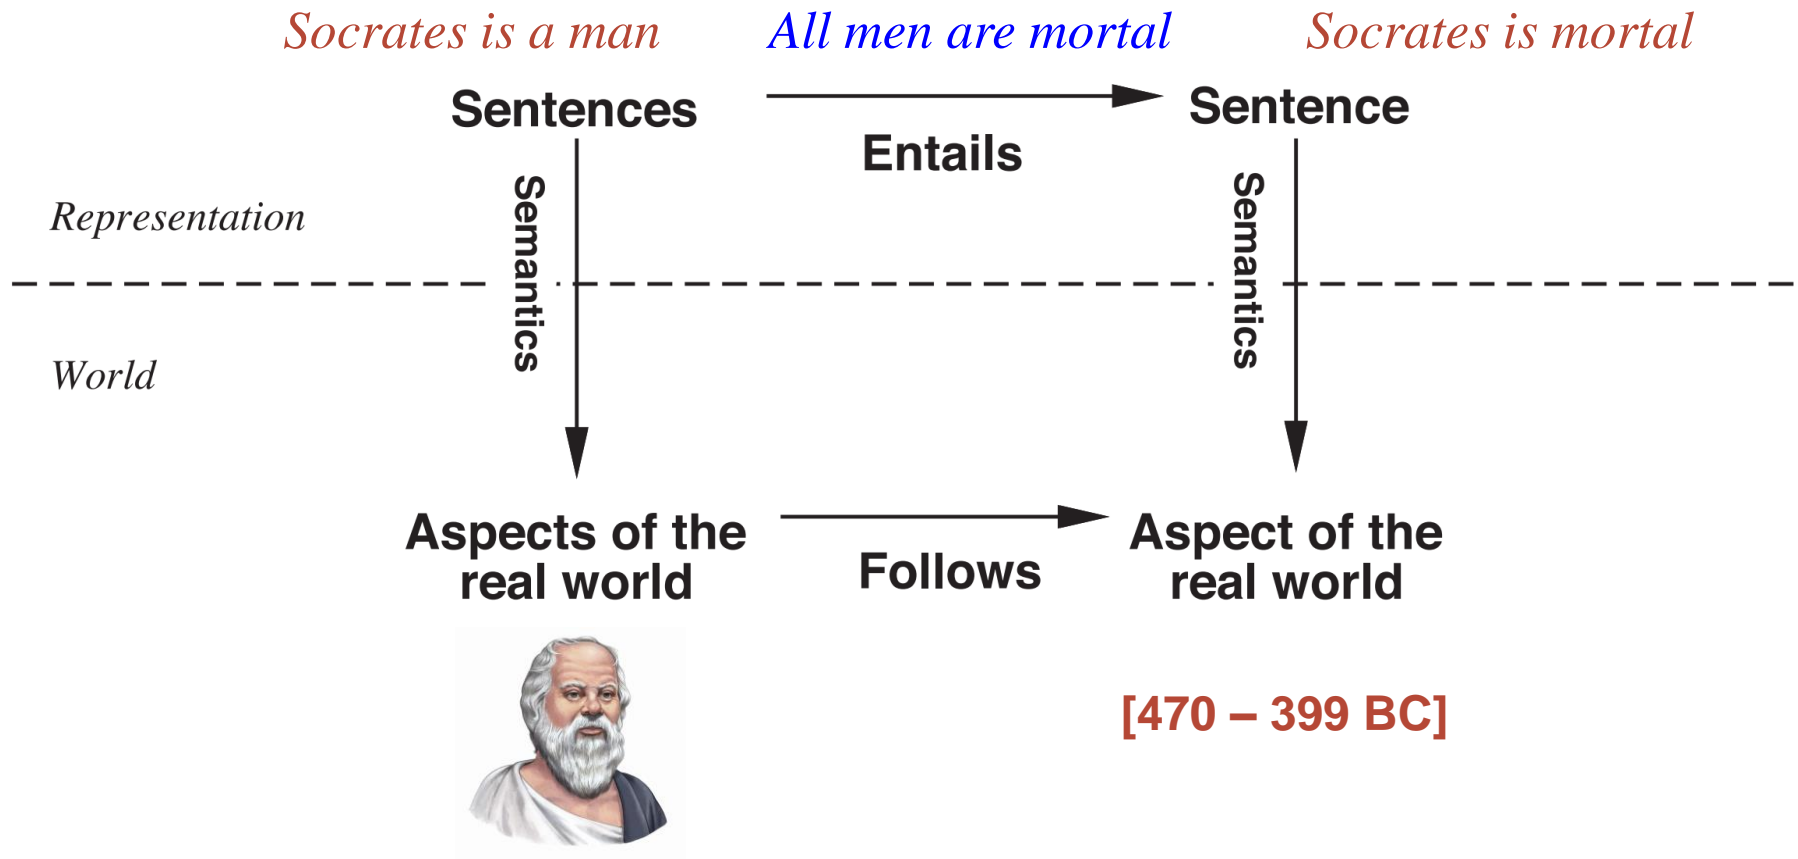 Socrates is a man All men are mortal Socrates is mortal
Sentences Sentence
Entails
Semantics Semantics
Representation
World
Aspects of the Aspect of the
real world real world
Follows
[470 – 399 BC]